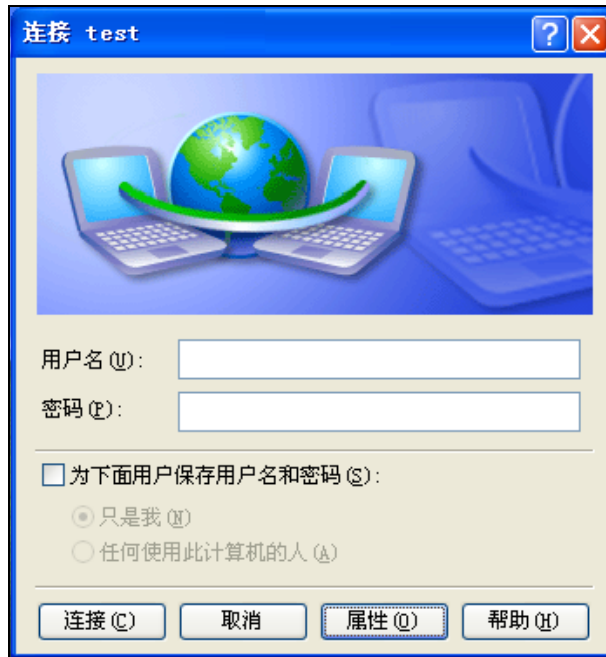 连接 test
用户名(U):
密码(P):
为下面用户保存用户名和密码(S):
只是我(N)
任何使用此计算机的人(A)
连接(C) 取消 属性(O) 帮助(H)